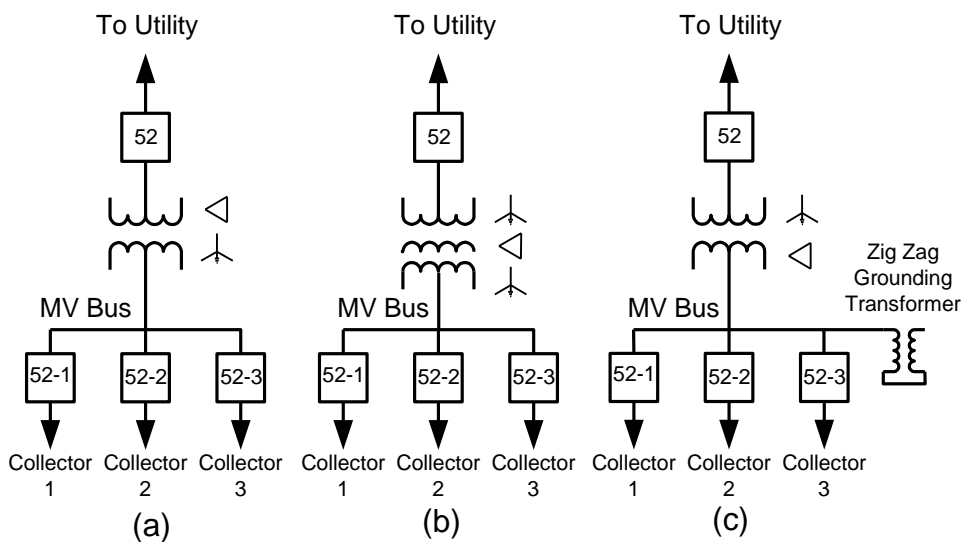 To Utility
52
MV Bus
52-1
52-2
52-3
Collector
1
Collector
2
Collector
3
(a)
To Utility
52
MV Bus
52-1
52-2
52-3
Collector
1
Collector
2
Collector
3
(b)
To Utility
52
Zig Zag
Grounding
Transformer
MV Bus
52-1
52-2
52-3
Collector
1
Collector
2
Collector
3
(c)